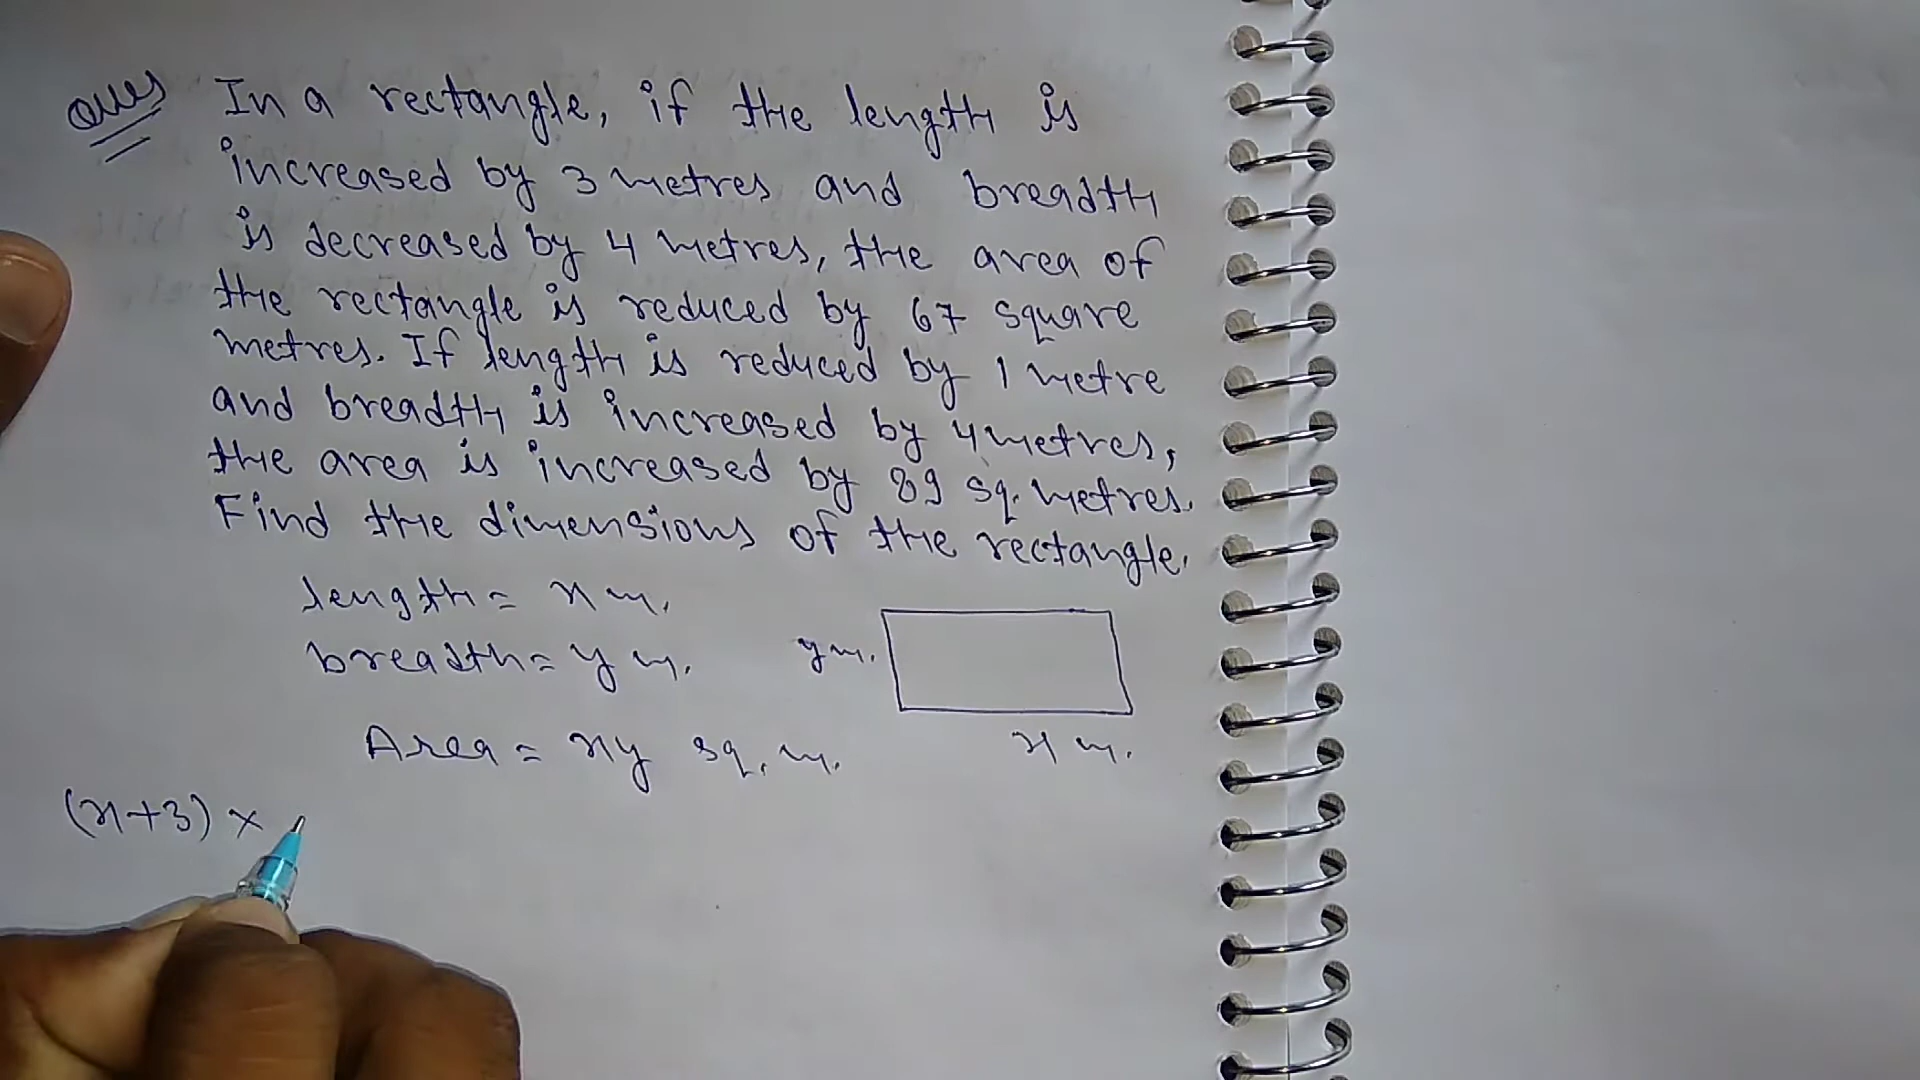 Ques In a rectangle, if the length is
increased by 3 metres and breadth
is decreased by 4 metres, the area of
the rectangle is reduced by 67 square
metres. If length is reduced by 1 metre
and breadth is increased by 4 metres,
the area is increased by 89 sq. metres.
Find the dimensions of the rectangle.
length = x m.
breadth = y m.
y m.
Area = xy sq. m.
x m.
(x+3) ×